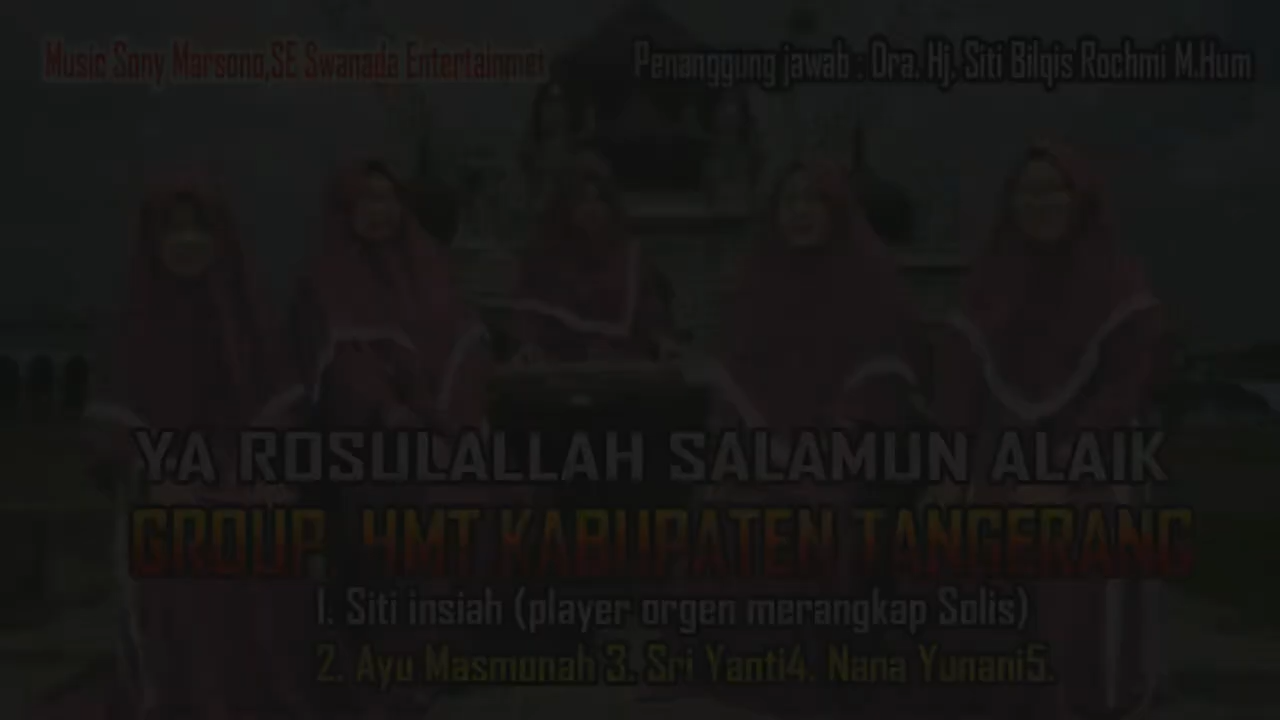 Music Sony Marsono,SE Swanada Entertainmet
Penanggung jawab : Dra. Hj. Siti Bilqis Rochmi M.Hum
YA ROSULALLAH SALAMUN ALAIK
GROUP. HMT KABUPATEN TANGERANG
1. Siti insiah (player orgen merangkap Solis)
2. Ayu Masmunah 3. Sri Yanti4. Nana Yunani5.